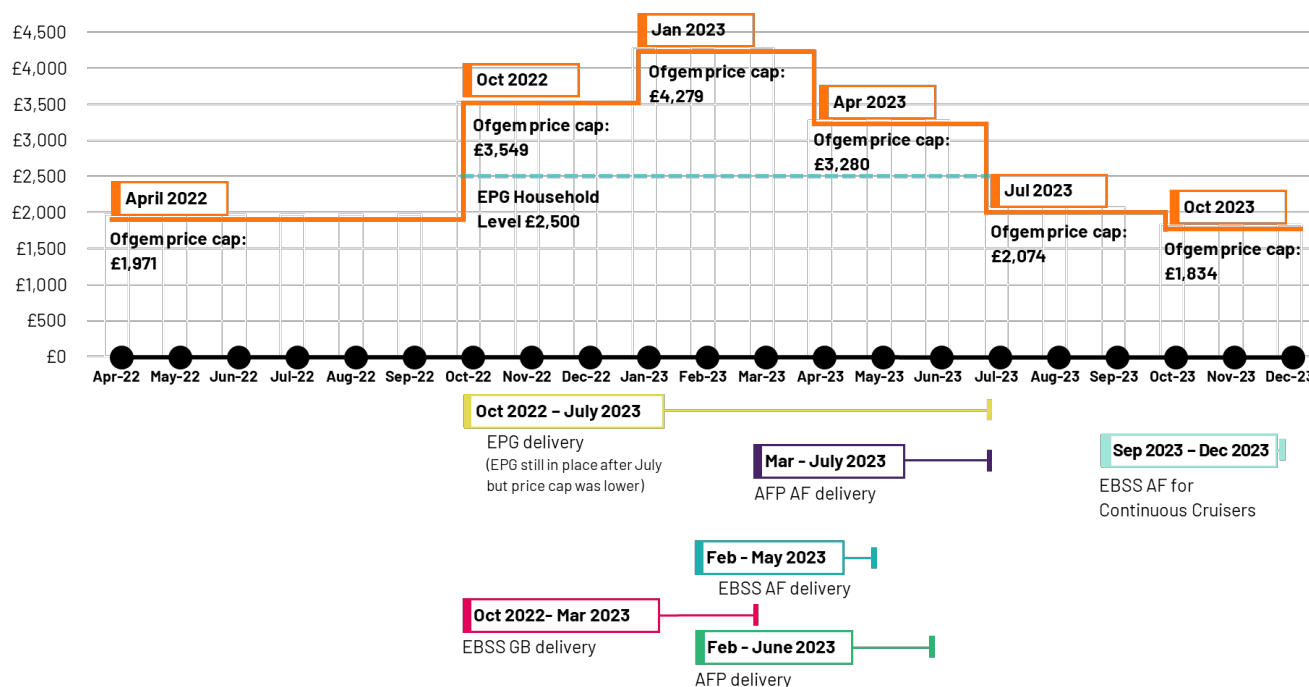 £4,500
£4,000
£3,500
£3,000
£2,500
£2,000
£1,500
£1,000
£500
£0
April 2022
Ofgem price cap:
£1,971
Oct 2022
Ofgem price cap:
£3,549
EPG Household
Level £2,500
Jan 2023
Ofgem price cap:
£4,279
Apr 2023
Ofgem price cap:
£3,280
Jul 2023
Ofgem price cap:
£2,074
Oct 2023
Ofgem price cap:
£1,834
Apr-22 May-22 Jun-22 Jul-22 Aug-22 Sep-22 Oct-22 Nov-22 Dec-22 Jan-23 Feb-23 Mar-23 Apr-23 May-23 Jun-23 Jul-23 Aug-23 Sep-23 Oct-23 Nov-23 Dec-23
Oct 2022 – July 2023
EPG delivery
(EPG still in place after July
but price cap was lower)
Mar - July 2023
AFP AF delivery
Sep 2023 – Dec 2023
EBSS AF for
Continuous Cruisers
Feb - May 2023
EBSS AF delivery
Oct 2022- Mar 2023
EBSS GB delivery
Feb - June 2023
AFP delivery